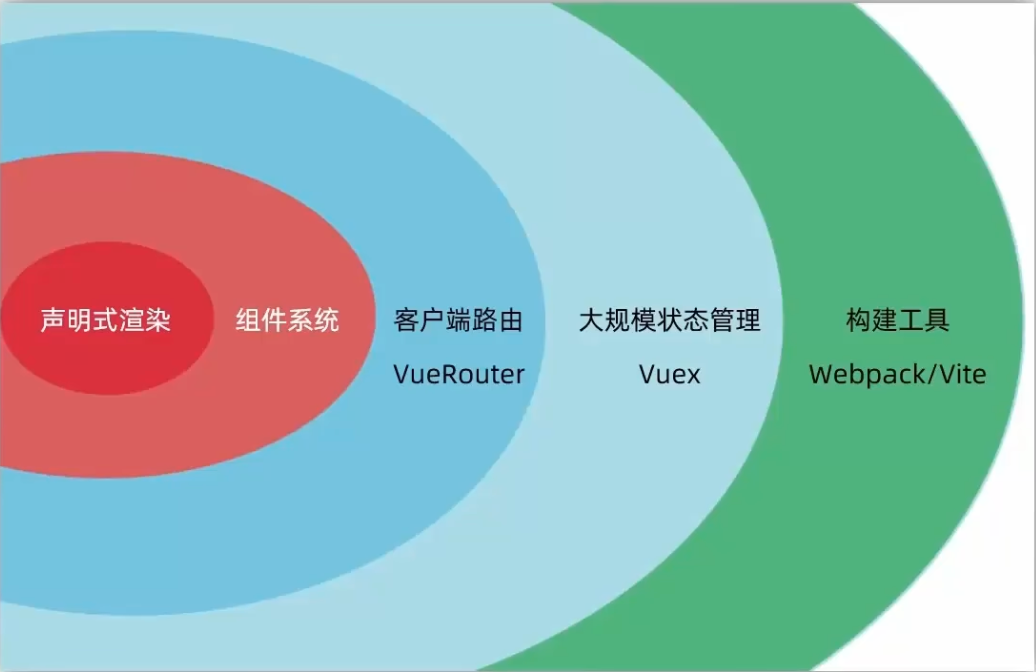 声明式渲染
组件系统
客户端路由
VueRouter
大规模状态管理
Vuex
构建工具
Webpack/Vite